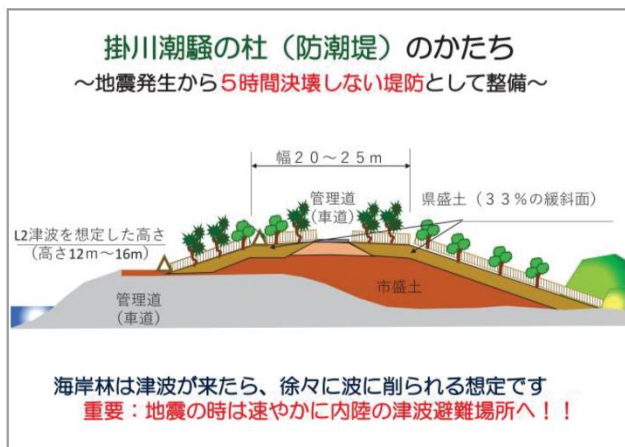 掛川潮騒の杜（防潮堤）のかたち
～地震発生から５時間決壊しない堤防として整備～
幅２０～２５ｍ
管理道
（車道）
県盛土（３３％の緩斜面）
L2津波を想定した高さ
（高さ12ｍ～16m）
市盛土
管理道
（車道）
海岸林は津波が来たら、徐々に波に削られる想定です
重要：地震の時は速やかに内陸の津波避難場所へ！！